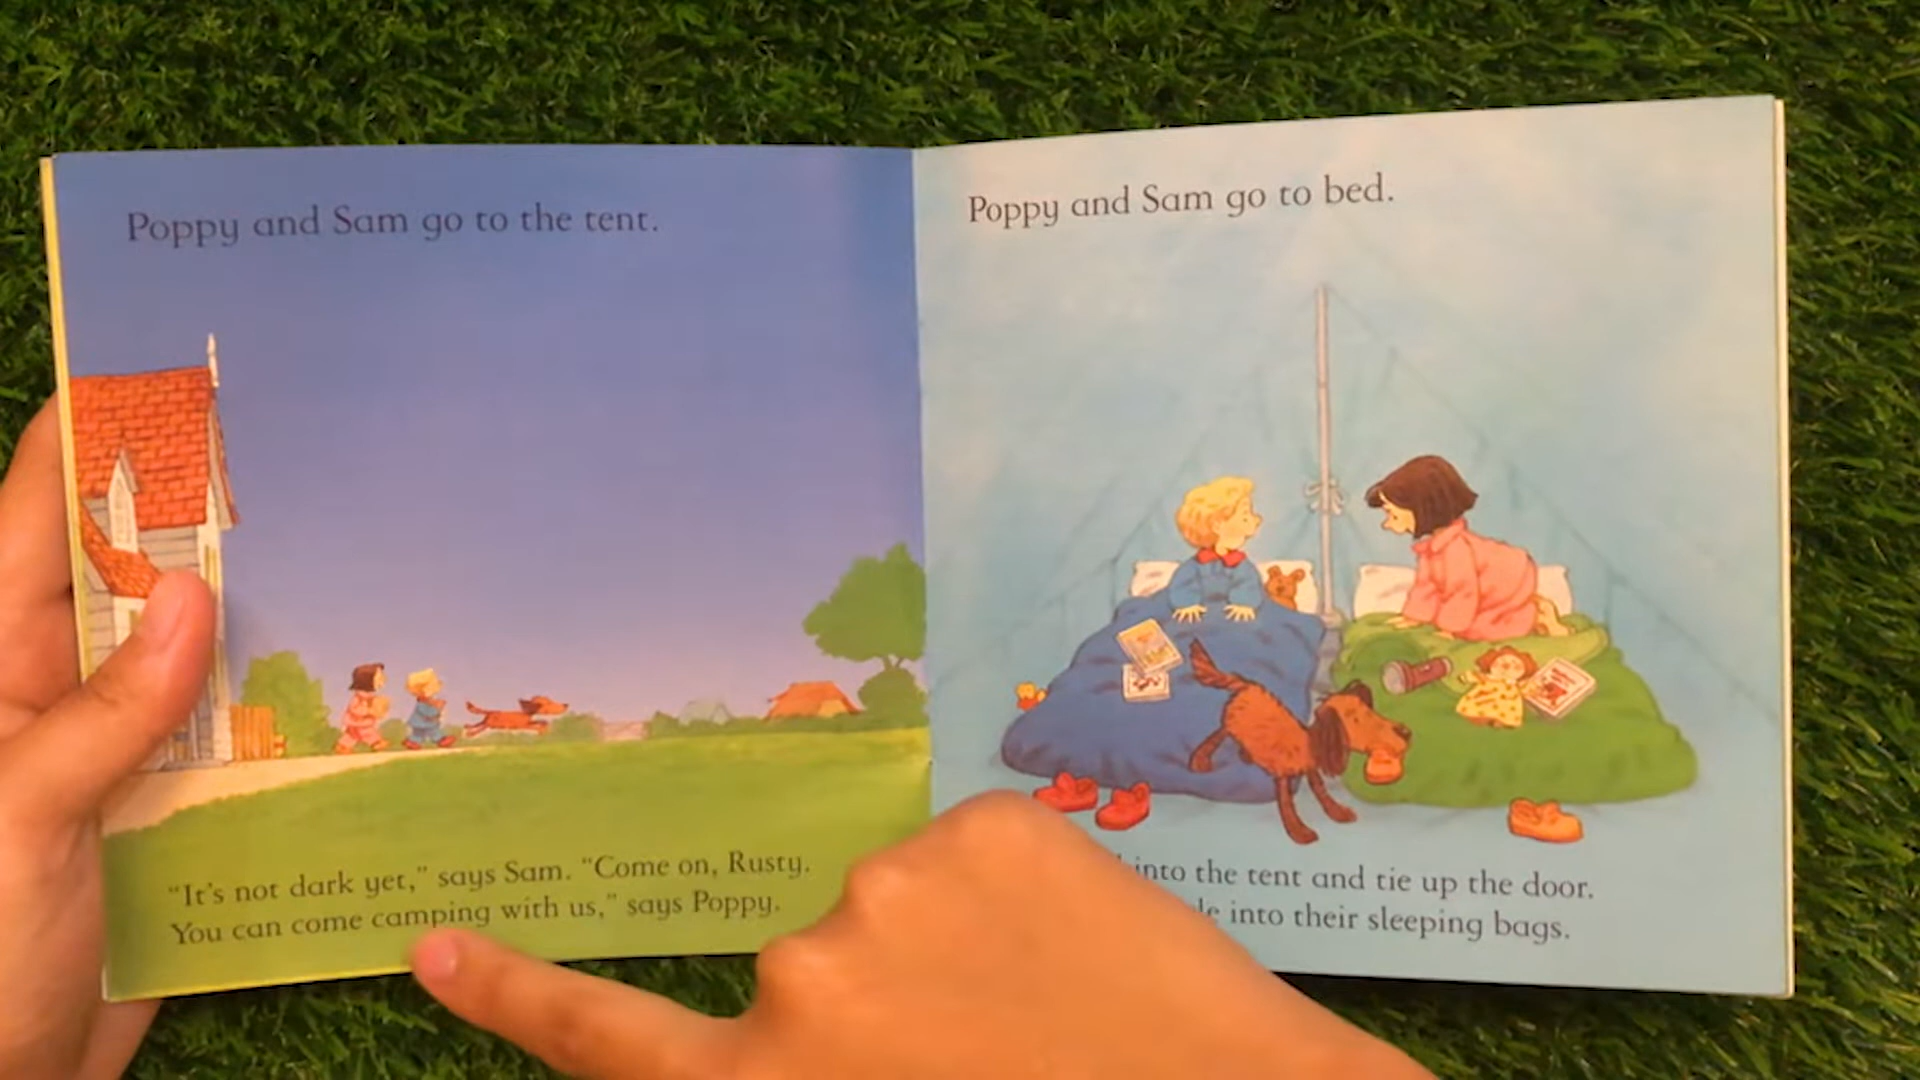 Poppy and Sam go to the tent.
"It's not dark yet," says Sam. "Come on, Rusty.
You can come camping with us," says Poppy.
Poppy and Sam go to bed.
into the tent and tie up the door.
into their sleeping bags.